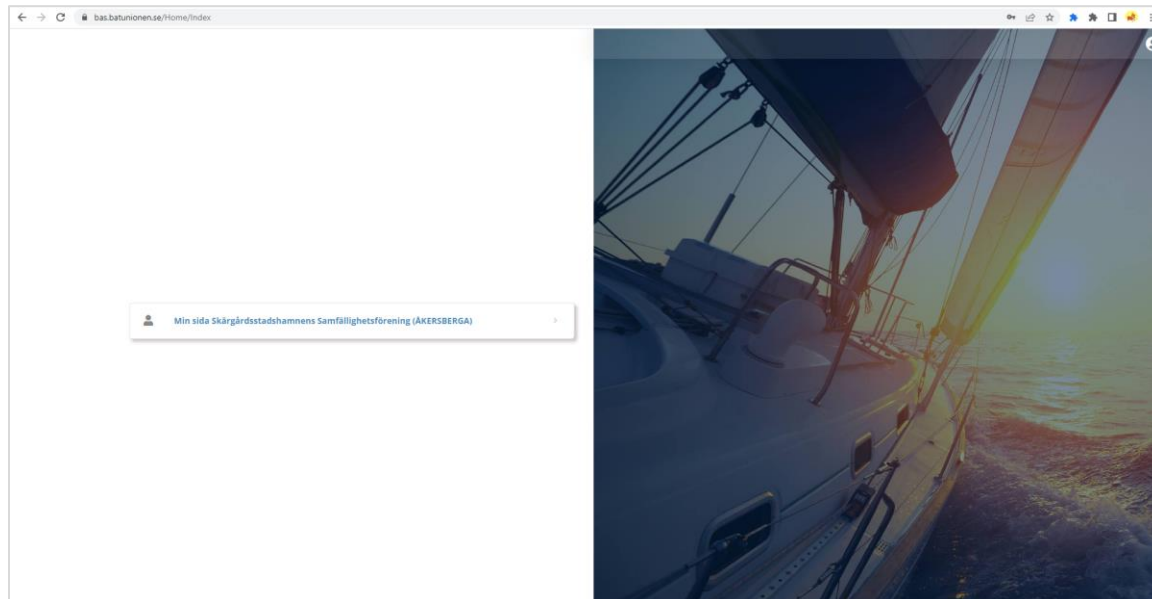 bas.batunionen.se/Home/Index
Min sida Skärgårdsstadshamnens Samfällighetsförening (ÅKERSBERGA)